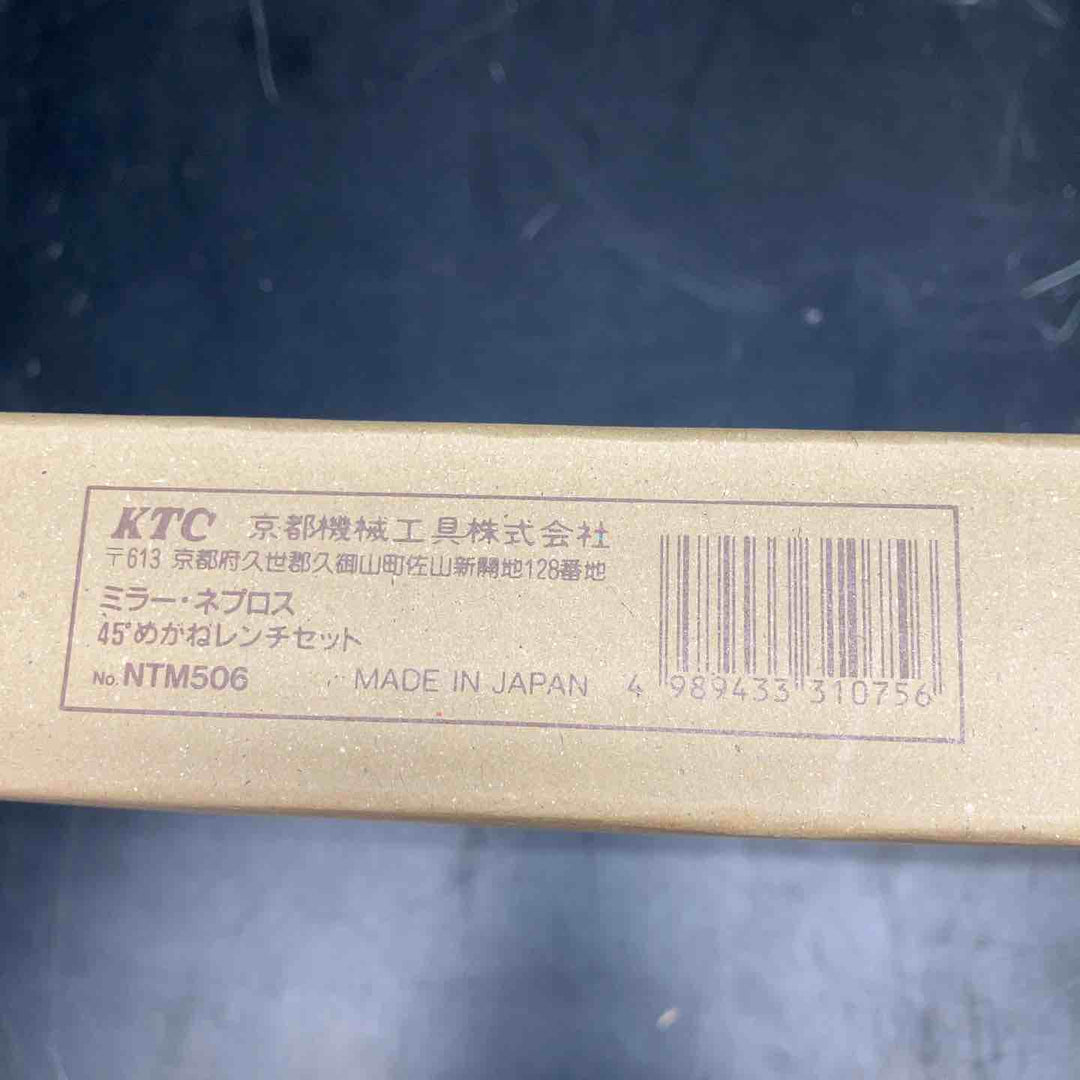 KTC 京都機械工具株式会社
〒613 京都府久世郡久御山町佐山新開地128番地
ミラー・ネプロス
45°めがねレンチセット
No. NTM506 MADE IN JAPAN
4 989433 310756